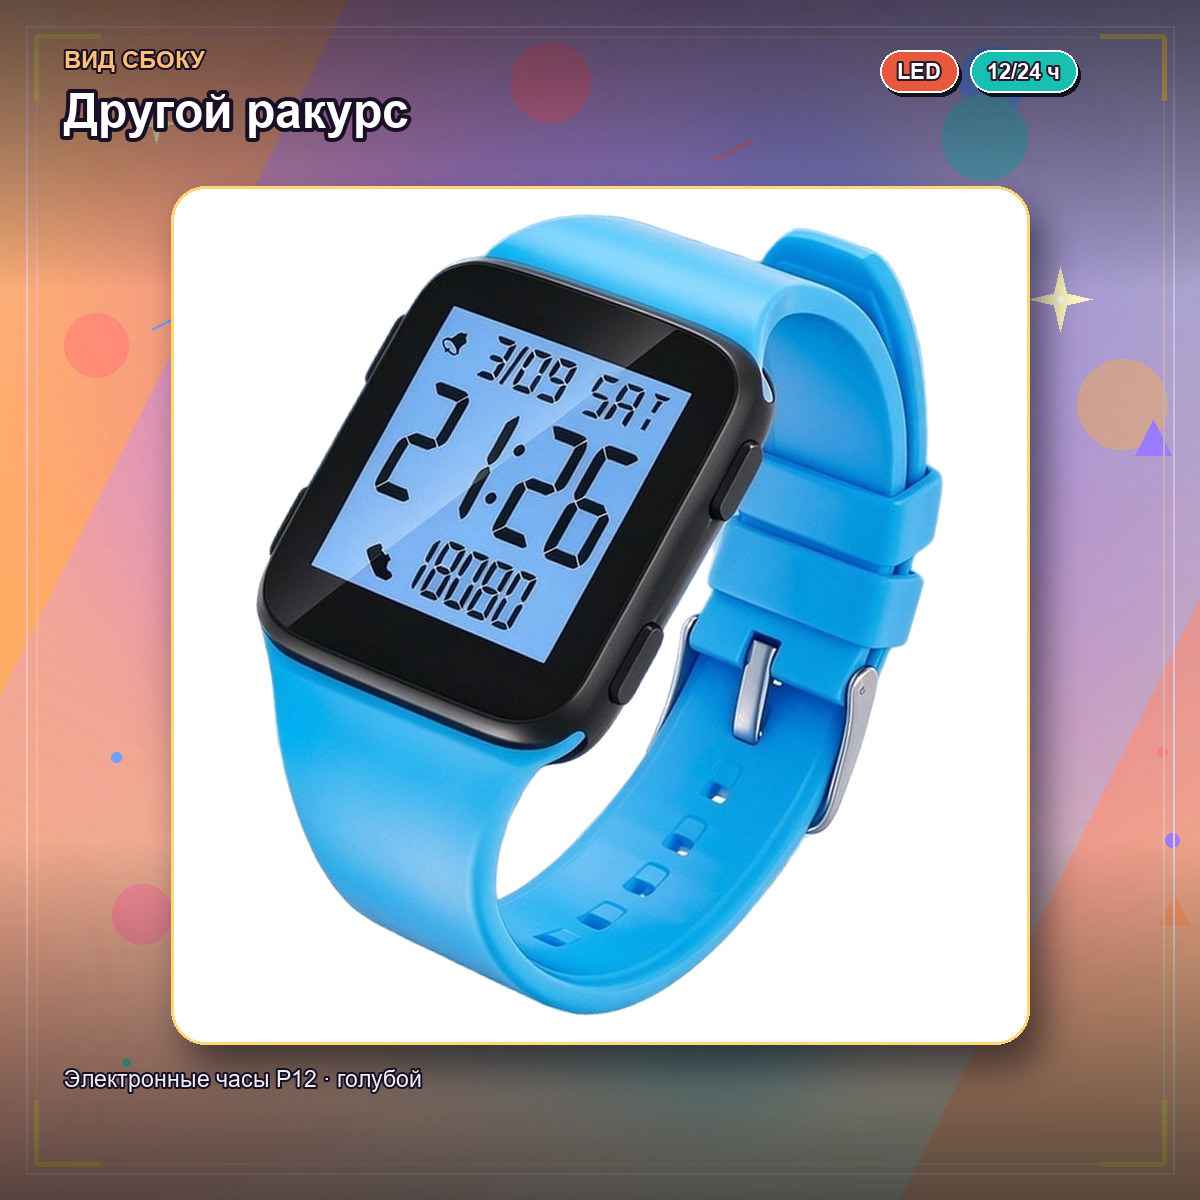 ВИД СБОКУ
Другой ракурс
LED
12/24 ч
3/09 SAT
21:26
18080
Электронные часы P12 · голубой